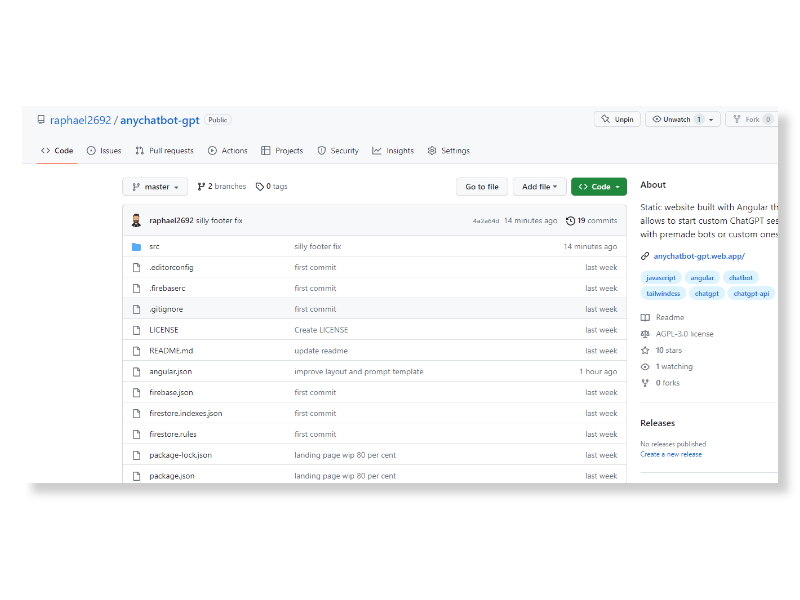 raphael2692 / anychatbot-gpt Public
Unpin Unwatch 1 Fork 0
Code Issues Pull requests Actions Projects Security Insights Settings
master 2 branches 0 tags Go to file Add file Code
raphael2692 silly footer fix 4a2a64d 14 minutes ago 19 commits
src silly footer fix 14 minutes ago
.editorconfig first commit last week
.firebaserc first commit last week
.gitignore first commit last week
LICENSE Create LICENSE last week
README.md update readme last week
angular.json improve layout and prompt template 1 hour ago
firebase.json first commit last week
firestore.indexes.json first commit last week
firestore.rules first commit last week
package-lock.json landing page wip 80 per cent last week
package.json landing page wip 80 per cent last week
About
Static website built with Angular th
allows to start custom ChatGPT ses
with premade bots or custom ones
anychatbot-gpt.web.app/
javascript angular chatbot
tailwindcss chatgpt chatgpt-api
Readme
AGPL-3.0 license
10 stars
1 watching
0 forks
Releases
No releases published
Create a new release